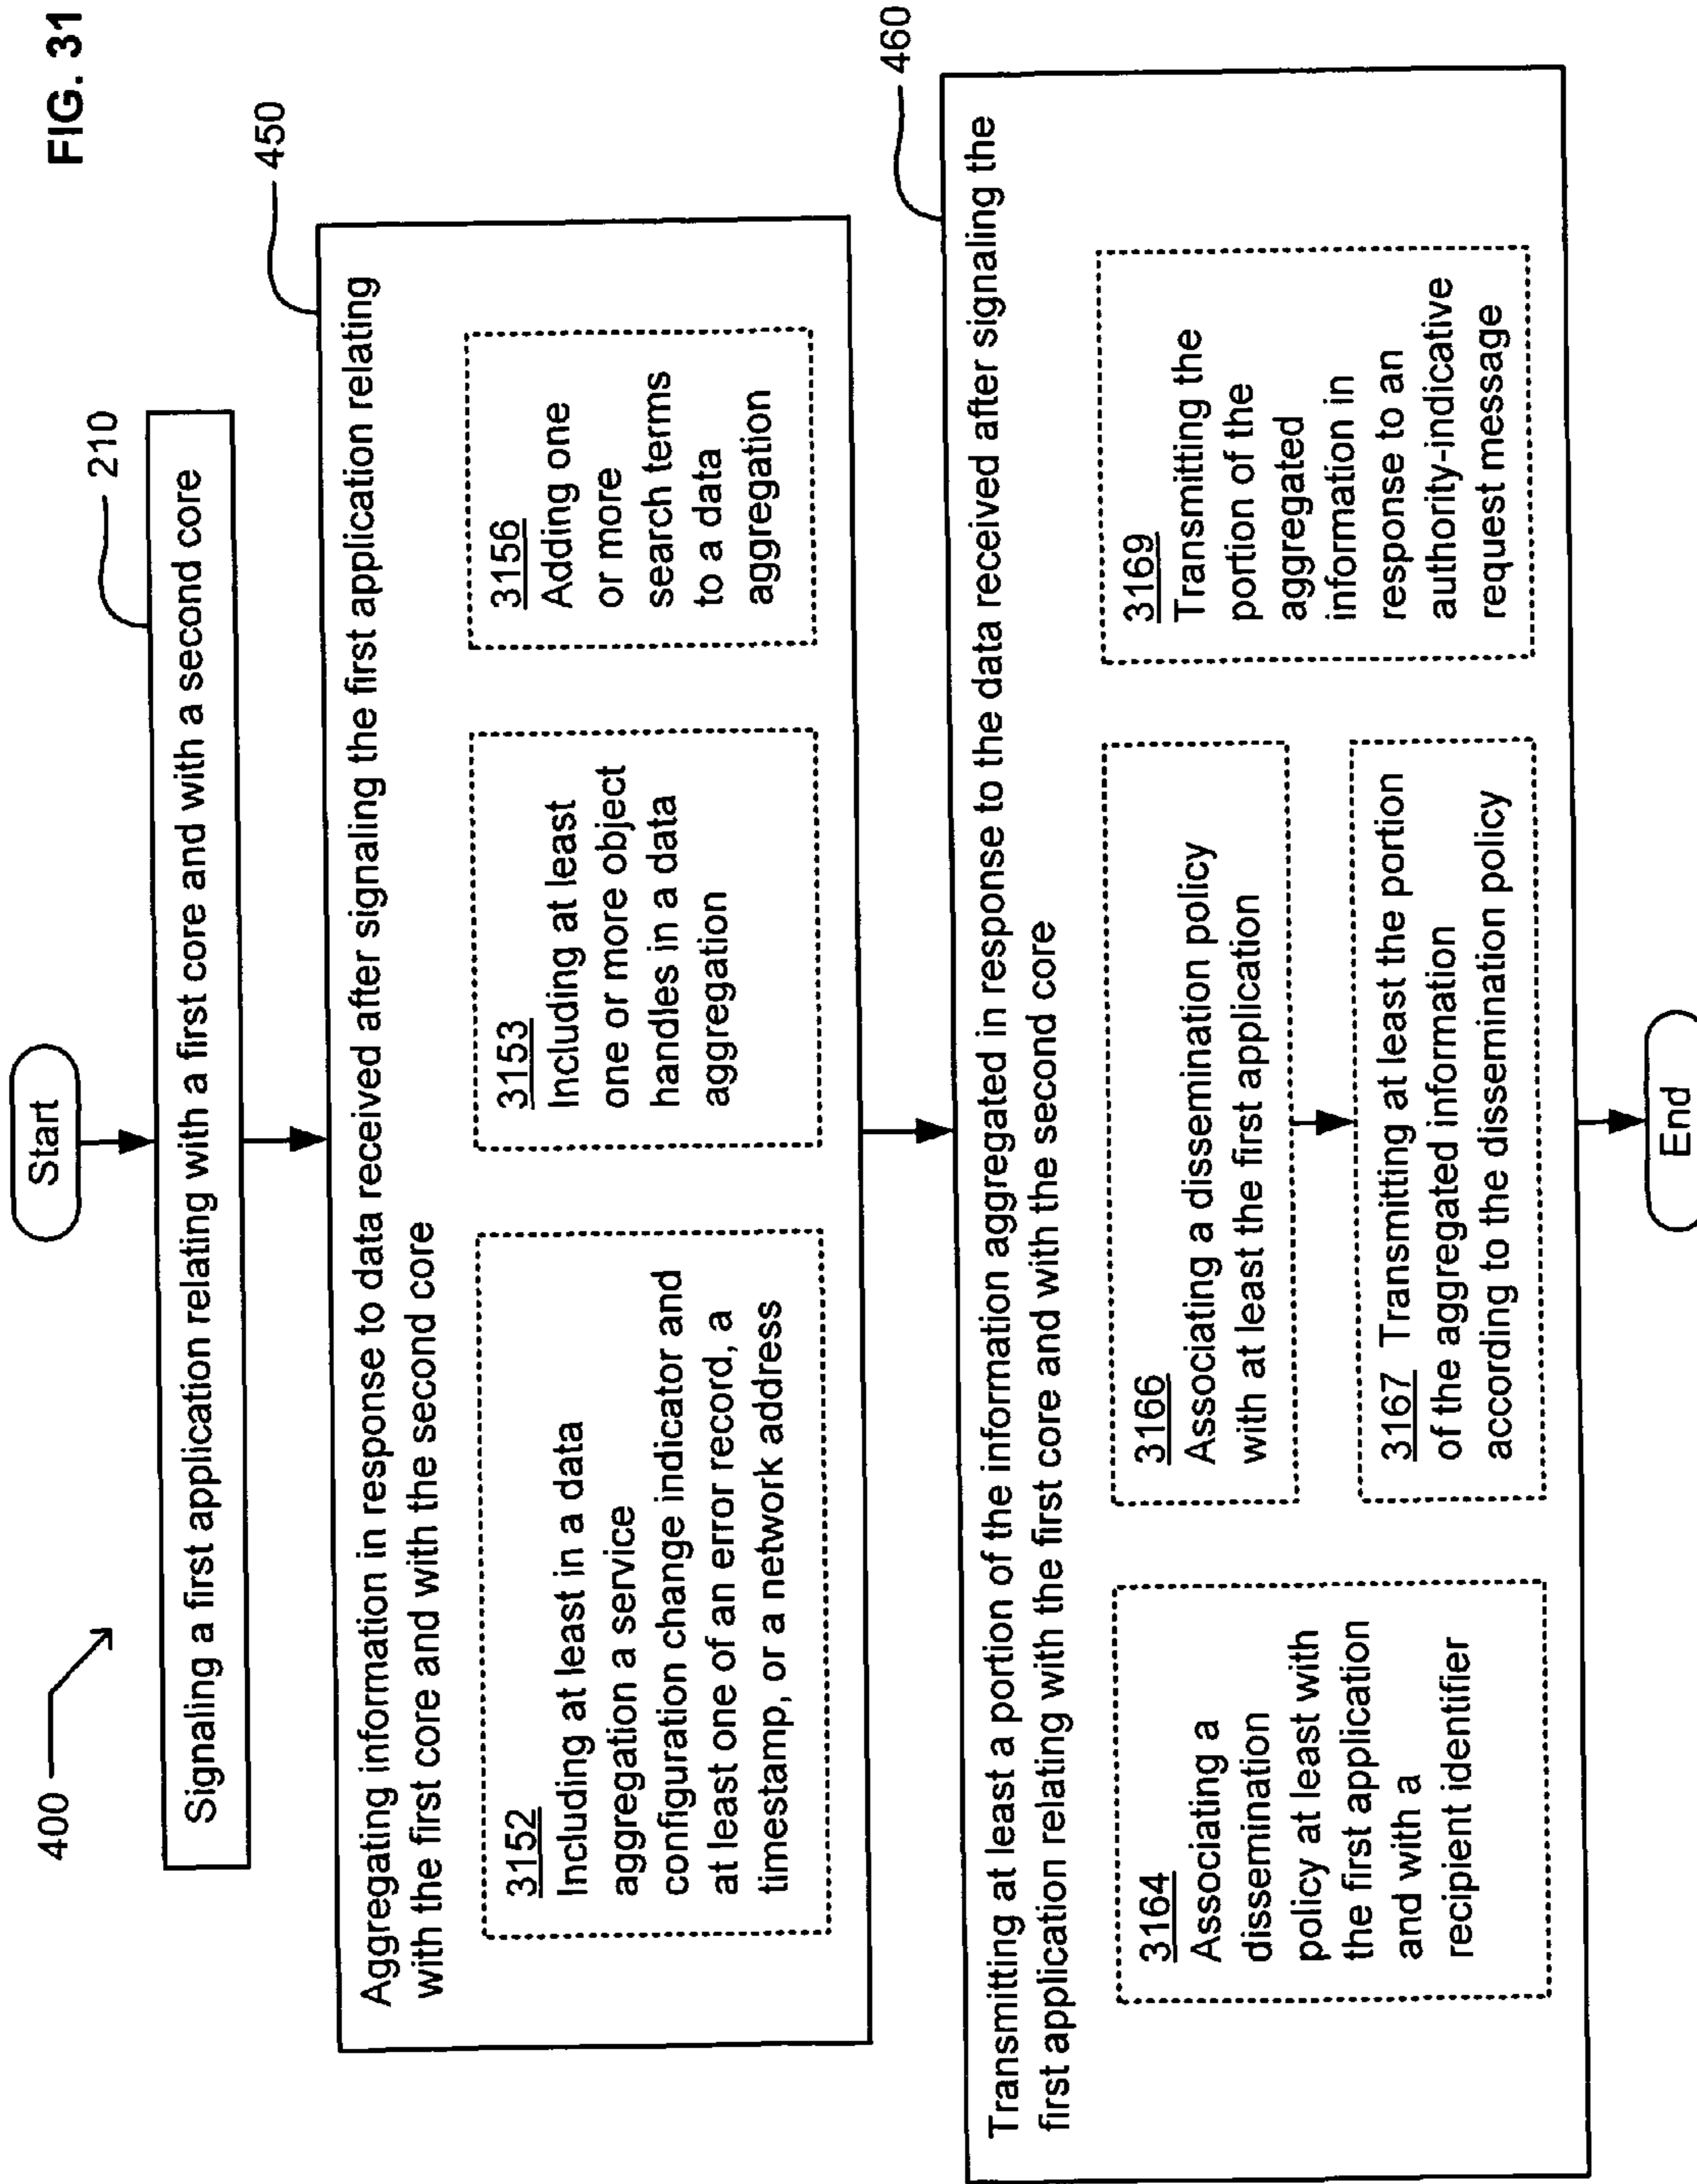 FIG. 31
400
Start
210
Signaling a first application relating with a first core and with a second core
450
Aggregating information in response to data received after signaling the first application relating
with the first core and with the second core
3152
Including at least in a data
aggregation a service
configuration change indicator and
at least one of an error record, a
timestamp, or a network address
3153
Including at least
one or more object
handles in a data
aggregation
3156
Adding one
or more
search terms
to a data
aggregation
460
Transmitting at least a portion of the information aggregated in response to the data received after signaling the
first application relating with the first core and with the second core
3164
Associating a
dissemination
policy at least with
the first application
and with a
recipient identifier
3166
Associating a dissemination policy
with at least the first application
3167 Transmitting at least the portion
of the aggregated information
according to the dissemination policy
3169
Transmitting the
portion of the
aggregated
information in
response to an
authority-indicative
request message
End